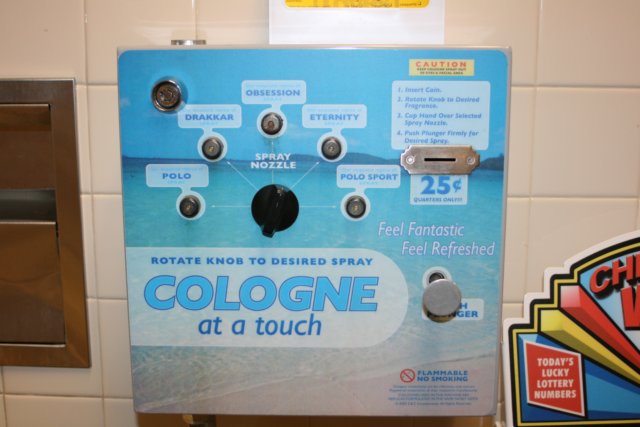 CAUTION
OBSESSION
DRAKKAR
ETERNITY
POLO
POLO SPORT
SPRAY
NOZZLE
1. Insert Coin.
2. Rotate Knob to Desired
Fragrance.
3. Cup Hand Over Selected
Spray Nozzle.
4. Push Plunger Firmly for
Desired Spray.
25¢
QUARTERS ONLY!!
Feel Fantastic
Feel Refreshed
ROTATE KNOB TO DESIRED SPRAY
COLOGNE
at a touch
FLAMMABLE
NO SMOKING
TODAY'S
LUCKY
LOTTERY
NUMBERS